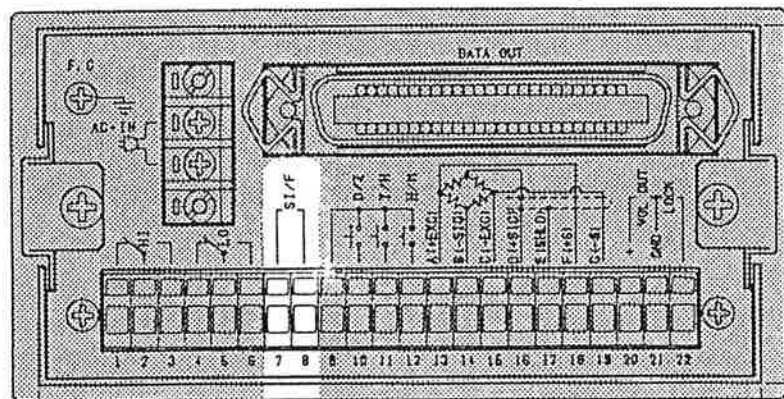 DATA OUT
F.G
AC-IN
SI/F
D/Z
T/H
H/M
A(+EXC)
B(-SIG)
C(-EXC)
D(+SIG)
E(SHLD)
F(+S)
G(-S)
+
VOL OUT
GND
LOCK
HI
LO
1 2 3 4 5 6 7 8 9 10 11 12 13 14 15 16 17 18 19 20 21 22